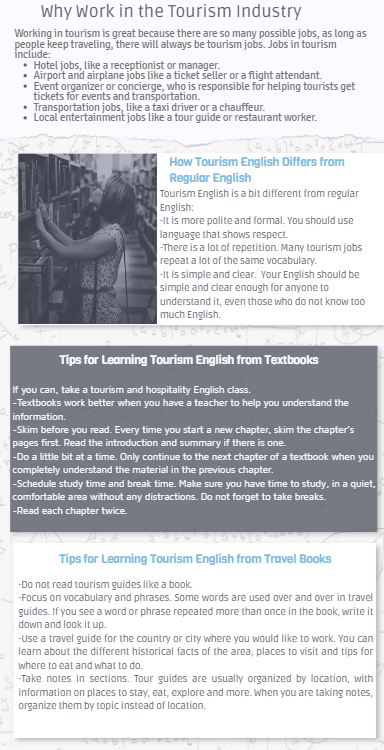 Why Work in the Tourism Industry
Working in tourism is great because there are so many possible jobs, as long as
people keep traveling, there will always be tourism jobs. Jobs in tourism
include:
• Hotel jobs, like a receptionist or manager.
• Airport and airplane jobs like a ticket seller or a flight attendant.
• Event organizer or concierge, who is responsible for helping tourists get
tickets for events and transportation.
• Transportation jobs, like a taxi driver or a chauffeur.
• Local entertainment jobs like a tour guide or restaurant worker.
How Tourism English Differs from
Regular English
Tourism English is a bit different from regular
English:
-It is more polite and formal. You should use
language that shows respect.
-There is a lot of repetition. Many tourism jobs
repeat a lot of the same vocabulary.
-It is simple and clear. Your English should be
simple and clear enough for anyone to
understand it, even those who do not know too
much English.
Tips for Learning Tourism English from Textbooks
If you can, take a tourism and hospitality English class.
-Textbooks work better when you have a teacher to help you understand the
information.
-Skim before you read. Every time you start a new chapter, skim the chapter's
pages first. Read the introduction and summary if there is one.
-Do a little bit at a time. Only continue to the next chapter of a textbook when you
completely understand the material in the previous chapter.
-Schedule study time and break time. Make sure you have time to study, in a quiet,
comfortable area without any distractions. Do not forget to take breaks.
-Read each chapter twice.
Tips for Learning Tourism English from Travel Books
-Do not read tourism guides like a book.
-Focus on vocabulary and phrases. Some words are used over and over in travel
guides. If you see a word or phrase repeated more than once in the book, write it
down and look it up.
-Use a travel guide for the country or city where you would like to work. You can
learn about the different historical facts of the area, places to visit and tips for
where to eat and what to do.
-Take notes in sections. Tour guides are usually organized by location, with
information on places to stay, eat, explore and more. When you are taking notes,
organize them by topic instead of location.